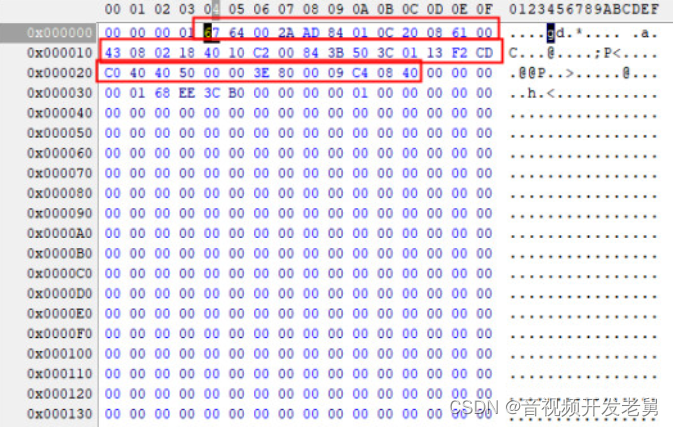 00 01 02 03 04 05 06 07 08 09 0A 0B 0C 0D 0E 0F 0123456789ABCDEF
0x000000 00 00 00 01 67 64 00 2A AD 84 01 0C 20 08 61 00 ....gd.*.... .a.
0x000010 43 08 02 18 40 10 C2 00 84 3B 50 3C 01 13 F2 CD C...@....;P<....
0x000020 C0 40 40 50 00 00 3E 80 00 09 C4 08 40 00 00 00 .@@P..>.....@...
0x000030 00 01 68 EE 3C B0 00 00 00 01 00 00 00 00 00 00 ..h.<...........
0x000040 00 00 00 00 00 00 00 00 00 00 00 00 00 00 00 00 ................
0x000050 00 00 00 00 00 00 00 00 00 00 00 00 00 00 00 00 ................
0x000060 00 00 00 00 00 00 00 00 00 00 00 00 00 00 00 00 ................
0x000070 00 00 00 00 00 00 00 00 00 00 00 00 00 00 00 00 ................
0x000080 00 00 00 00 00 00 00 00 00 00 00 00 00 00 00 00 ................
0x000090 00 00 00 00 00 00 00 00 00 00 00 00 00 00 00 00 ................
0x0000A0 00 00 00 00 00 00 00 00 00 00 00 00 00 00 00 00 ................
0x0000B0 00 00 00 00 00 00 00 00 00 00 00 00 00 00 00 00 ................
0x0000C0 00 00 00 00 00 00 00 00 00 00 00 00 00 00 00 00 ................
0x0000D0 00 00 00 00 00 00 00 00 00 00 00 00 00 00 00 00 ................
0x0000E0 00 00 00 00 00 00 00 00 00 00 00 00 00 00 00 00 ................
0x0000F0 00 00 00 00 00 00 00 00 00 00 00 00 00 00 00 00 ................
0x000100 00 00 00 00 00 00 00 00 00 00 00 00 00 00 00 00 ................
0x000110 00 00 00 00 00 00 00 00 00 00 00 00 00 00 00 00 ................
0x000120 00 00 00 00 00 00 00 00 00 00 00 00 00 00 00 00 ................
0x000130 00 00 00 00 00 00 00 00 00 00 00 00 00 00 00 00 ................
CSDN @音视频开发老舅